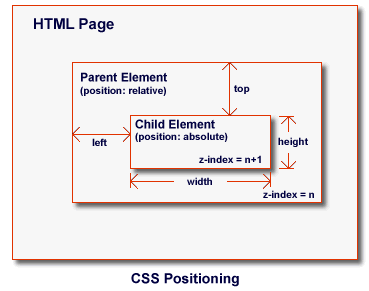 HTML Page
Parent Element
(position: relative)
top
Child Element
(position: absolute)
left
height
z-index = n+1
width
z-index = n
CSS Positioning